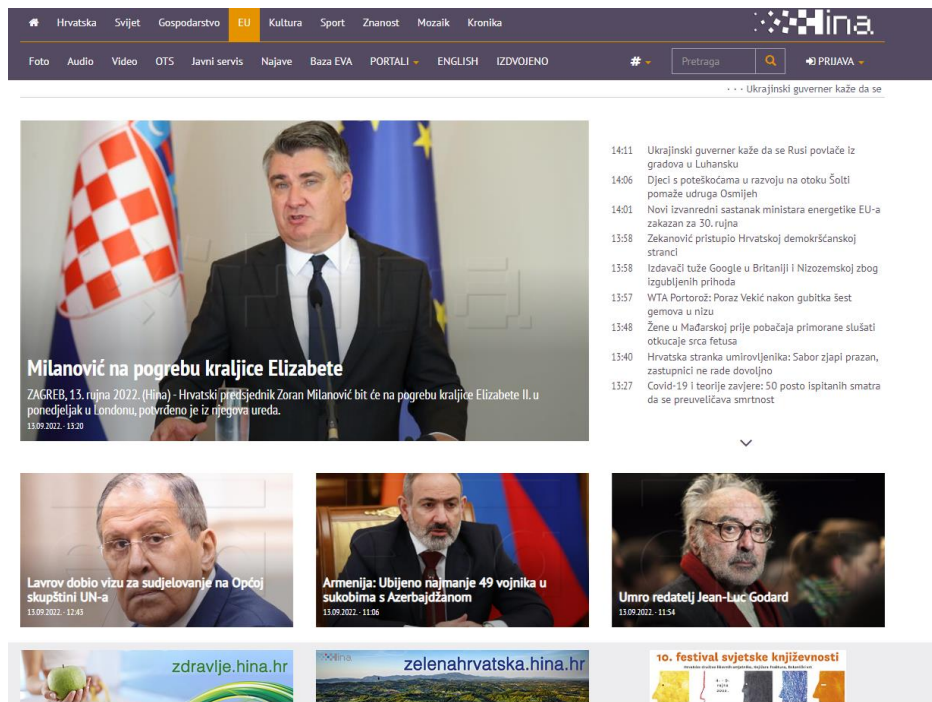 Hrvatska Svijet Gospodarstvo EU Kultura Sport Znanost Mozaik Kronika
Hina
Foto Audio Video OTS Javni servis Najave Baza EVA PORTALI ENGLISH IZDVOJENO # Pretraga PRIJAVA
· · · Ukrajinski guverner kaže da se
Milanović na pogrebu kraljice Elizabete
ZAGREB, 13. rujna 2022. (Hina) - Hrvatski predsjednik Zoran Milanović bit će na pogrebu kraljice Elizabete II. u
ponedjeljak u Londonu, potvrđeno je iz njegova ureda.
13.09.2022. - 13:20
14:11 Ukrajinski guverner kaže da se Rusi povlače iz
gradova u Luhansku
14:06 Djeci s poteškoćama u razvoju na otoku Šolti
pomaže udruga Osmijeh
14:01 Novi izvanredni sastanak ministara energetike EU-a
zakazan za 30. rujna
13:58 Zekanović pristupio Hrvatskoj demokršćanskoj
stranci
13:58 Izdavači tuže Google u Britaniji i Nizozemskoj zbog
izgubljenih prihoda
13:57 WTA Portorož: Poraz Vekić nakon gubitka šest
gemova u nizu
13:48 Žene u Mađarskoj prije pobačaja primorane slušati
otkucaje srca fetusa
13:40 Hrvatska stranka umirovljenika: Sabor zjapi prazan,
zastupnici ne rade dovoljno
13:27 Covid-19 i teorije zavjere: 50 posto ispitanih smatra
da se preuveličava smrtnost
Lavrov dobio vizu za sudjelovanje na Općoj
skupštini UN-a
13.09.2022. - 12:43
Armenija: Ubijeno najmanje 49 vojnika u
sukobima s Azerbajdžanom
13.09.2022. - 11:06
Umro redatelj Jean-Luc Godard
13.09.2022. - 11:54
zdravlje.hina.hr
Hina
zelenahrvatska.hina.hr
10. festival svjetske književnosti